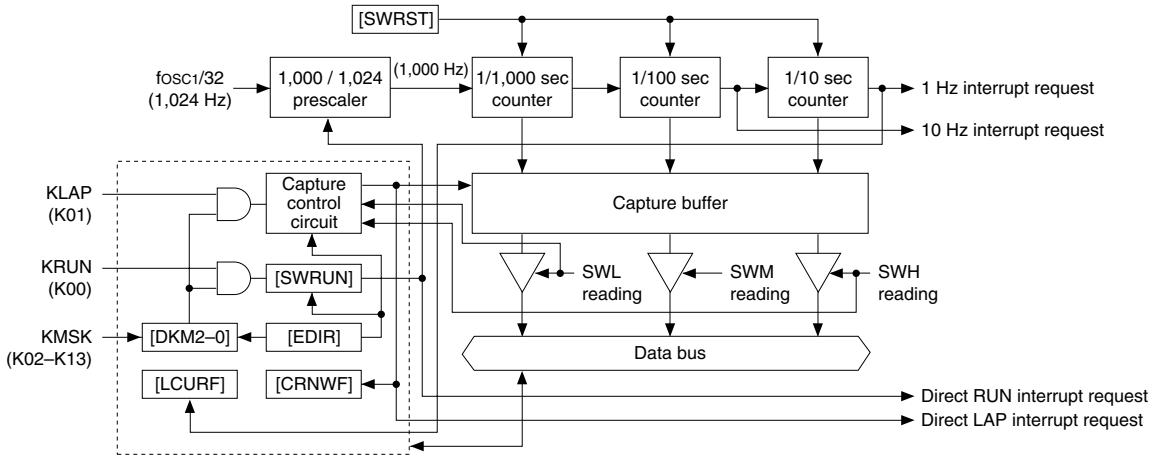 [SWRST]
fOSC1/32
(1,024 Hz)
1,000 / 1,024
prescaler
(1,000 Hz)
1/1,000 sec
counter
1/100 sec
counter
1/10 sec
counter
1 Hz interrupt request
10 Hz interrupt request
KLAP
(K01)
Capture
control
circuit
Capture buffer
KRUN
(K00)
[SWRUN]
SWL
reading
SWM
reading
SWH
reading
KMSK
(K02–K13)
[DKM2–0]
[EDIR]
Data bus
[LCURF]
[CRNWF]
Direct RUN interrupt request
Direct LAP interrupt request